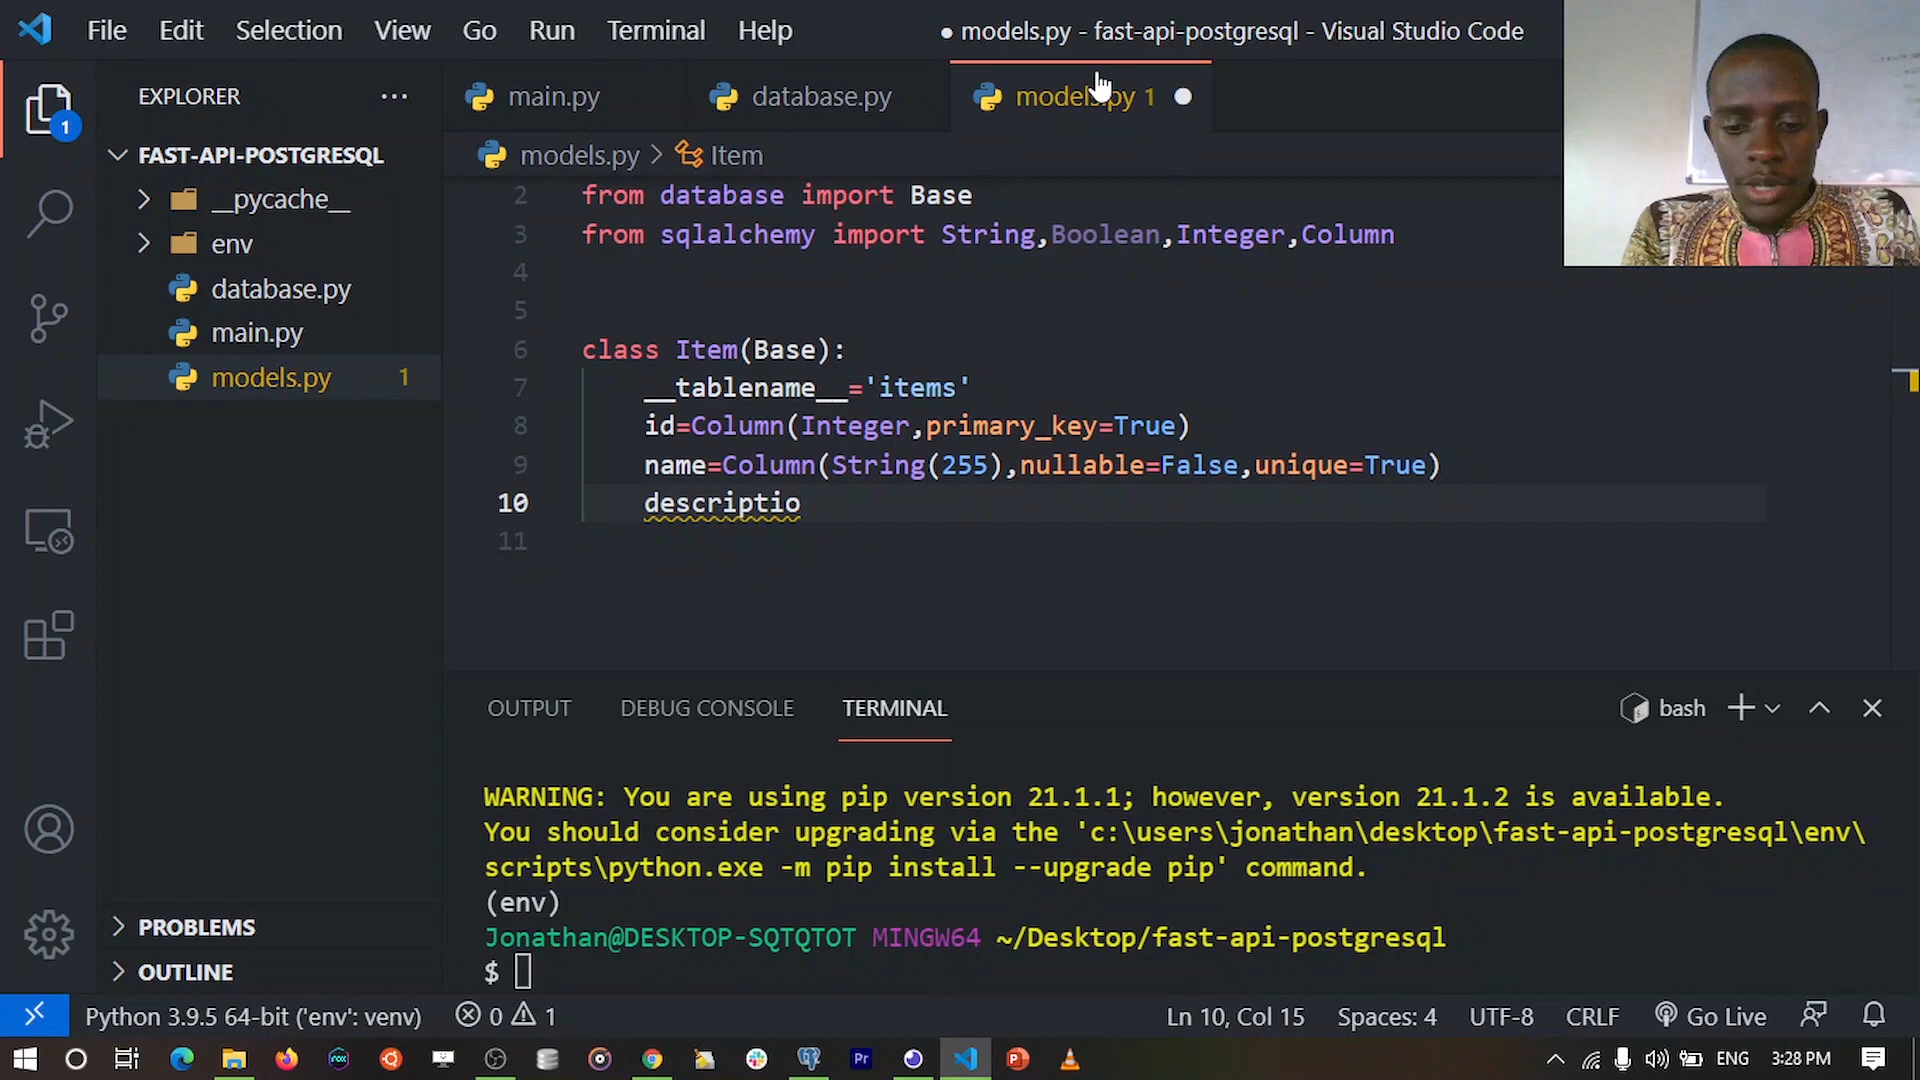 File Edit Selection View Go Run Terminal Help
● models.py - fast-api-postgresql - Visual Studio Code
EXPLORER ...
main.py
database.py
models.py 1
1
FAST-API-POSTGRESQL
models.py > Item
__pycache__
env
database.py
main.py
models.py 1
2 from database import Base
3 from sqlalchemy import String,Boolean,Integer,Column
4
5
6 class Item(Base):
7 __tablename__='items'
8 id=Column(Integer,primary_key=True)
9 name=Column(String(255),nullable=False,unique=True)
10 descriptio
11
OUTPUT DEBUG CONSOLE TERMINAL
bash
WARNING: You are using pip version 21.1.1; however, version 21.1.2 is available.
You should consider upgrading via the 'c:\users\jonathan\desktop\fast-api-postgresql\env\
scripts\python.exe -m pip install --upgrade pip' command.
(env)
Jonathan@DESKTOP-SQTQTOT MINGW64 ~/Desktop/fast-api-postgresql
$
PROBLEMS
OUTLINE
Python 3.9.5 64-bit ('env': venv) 0 1 Ln 10, Col 15 Spaces: 4 UTF-8 CRLF Go Live
Pr
ENG 3:28 PM